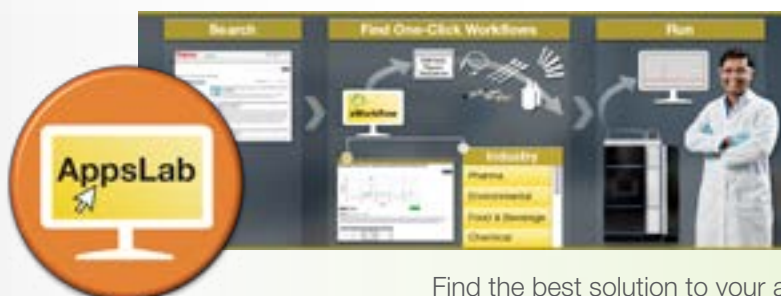 Search
Find One-Click Workflows
Run
eWorkflow
AppsLab
Industry
Pharma
Environmental
Food & Beverage
Chemical
Find the best solution to your a